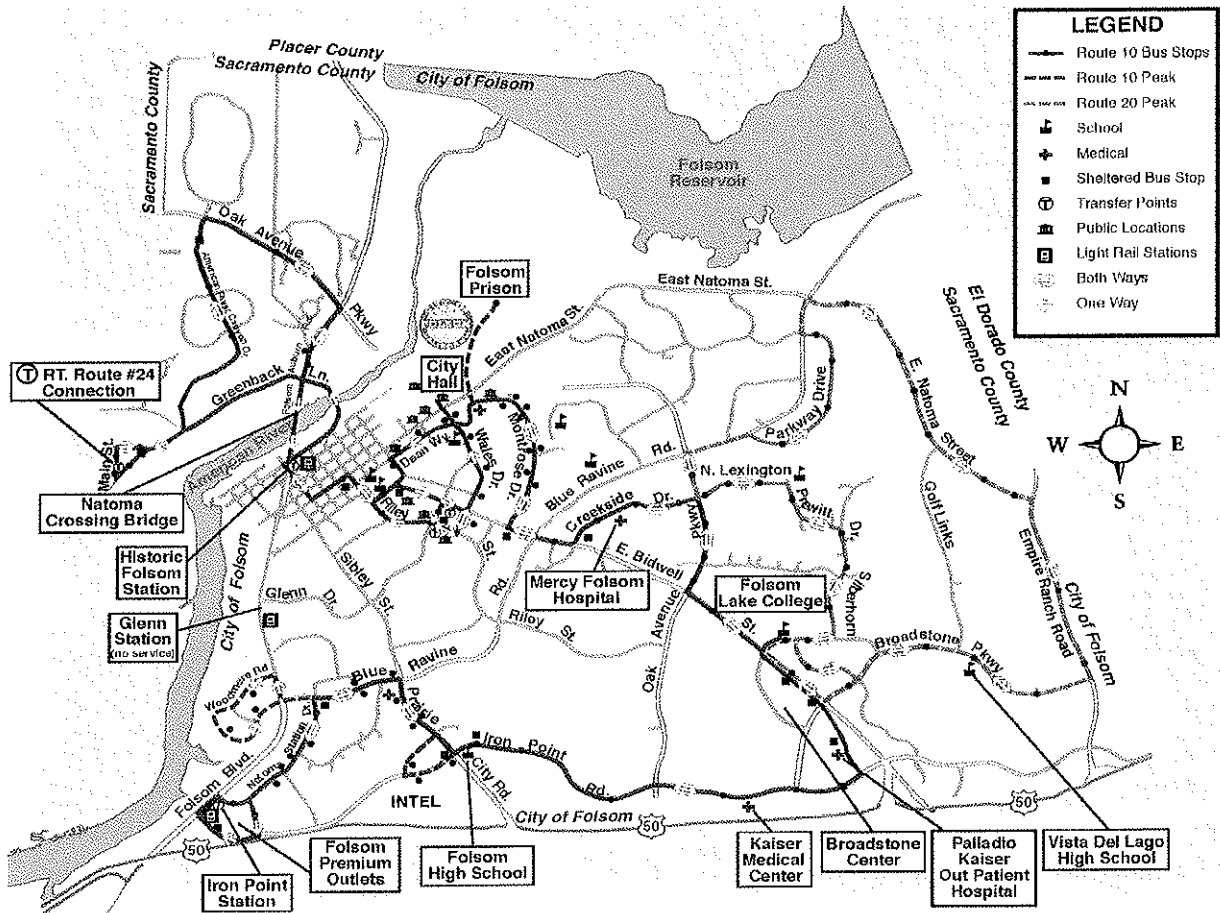 LEGEND
Route 10 Bus Stops
Route 10 Peak
Route 20 Peak
School
Medical
Sheltered Bus Stop
Transfer Points
Public Locations
Light Rail Stations
Both Ways
One Way
Placer County
Sacramento County
City of Folsom
Sacramento County
Folsom
Reservoir
Oak Avenue
Pkwy
Folsom
Prison
East Natoma St.
East Natoma St.
City
Hall
El Dorado County
Sacramento County
T RT. Route #24
Connection
Greenback Ln.
Main St.
American River
Natoma
Crossing Bridge
Historic
Folsom
Station
Dean Wy.
Wales Dr.
Montrose Dr.
Riley St.
Blue Ravine Rd.
Parkway Drive
E. Natoma Street
N
W E
S
N. Lexington
Creekside Dr.
Prewitt Dr.
Golf Links
Empire Ranch Road
City of Folsom
E. Bidwell St.
Pkwy
Mercy Folsom
Hospital
Folsom
Lake College
Silberhorn
Broadstone Pkwy
City of Folsom
Sibley St.
Glenn Dr.
Glenn
Station
(no service)
Rd.
Riley St.
Oak Avenue
Blue Ravine
Woodmere Rd
Prairie City Rd.
Iron Point Rd.
Folsom Blvd.
Natoma Station Dr.
INTEL
50
City of Folsom
50
50
Iron Point
Station
Folsom
Premium
Outlets
Folsom
High School
Kaiser
Medical
Center
Broadstone
Center
Palladio
Kaiser
Out Patient
Hospital
Vista Del Lago
High School